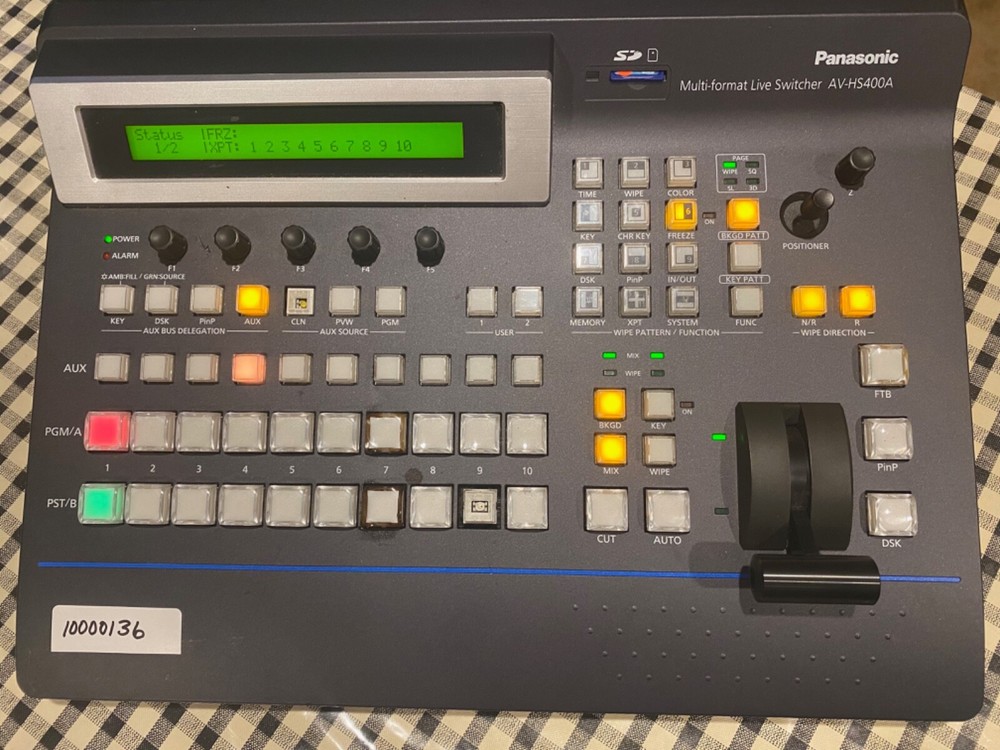 SD
Panasonic
Multi-format Live Switcher AV-HS400A
Status |FRZ:
1/2 |XPT: 1 2 3 4 5 6 7 8 9 10
PAGE
WIPE SQ
SL 3D
TIME WIPE COLOR
Z
KEY CHR KEY FREEZE ON BKGD PATT
POSITIONER
POWER
ALARM
F1 F2 F3 F4 F5
DSK PinP IN/OUT KEY PATT
AMB:FILL / GRN:SOURCE
MEMORY XPT SYSTEM FUNC
WIPE PATTERN / FUNCTION
N/R R
WIPE DIRECTION
KEY DSK PinP AUX CLN PVW PGM 1 2
AUX BUS DELEGATION AUX SOURCE USER
MIX
WIPE
AUX
FTB
ON
BKGD KEY
PGM/A
MIX WIPE
PinP
1 2 3 4 5 6 7 8 9 10
PST/B
CUT AUTO
DSK
10000136